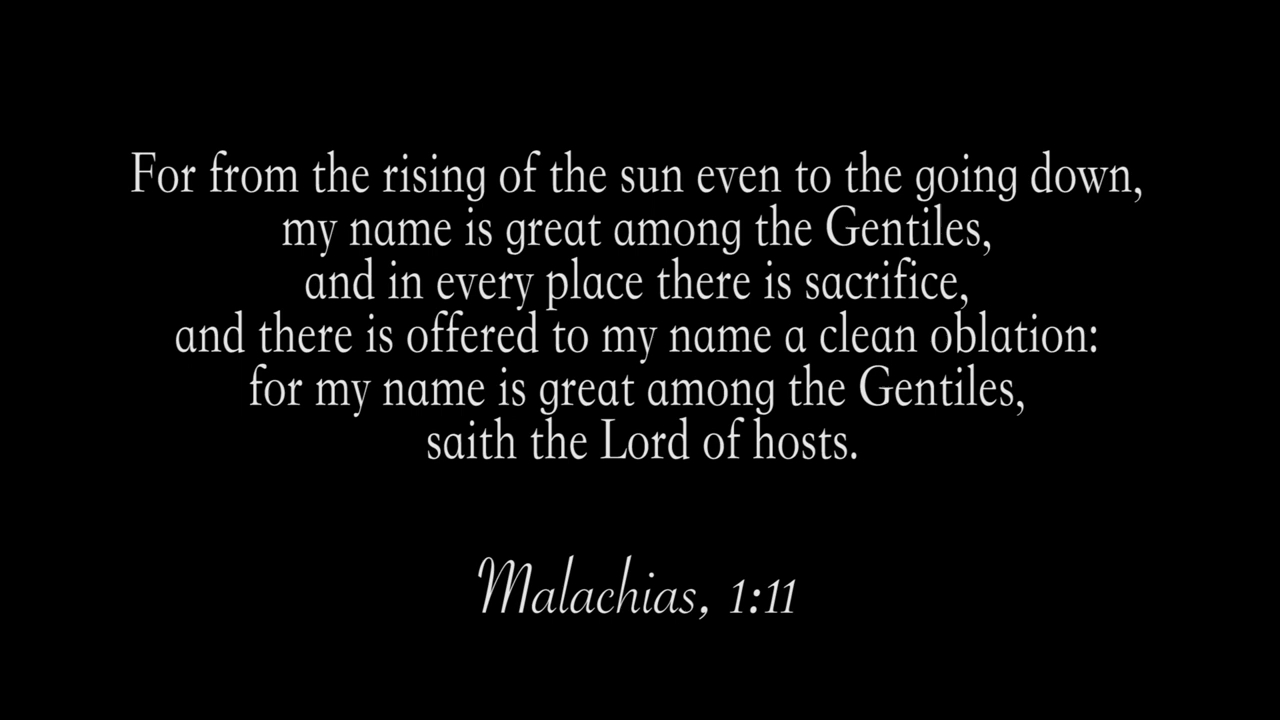 For from the rising of the sun even to the going down,
my name is great among the Gentiles,
and in every place there is sacrifice,
and there is offered to my name a clean oblation:
for my name is great among the Gentiles,
saith the Lord of hosts.
Malachias, 1:11